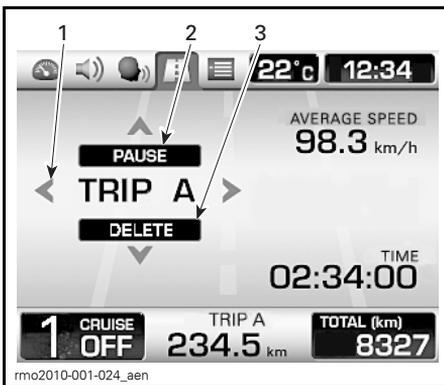 1 2 3
22°c 12:34
AVERAGE SPEED
98.3 km/h
PAUSE
TRIP A
DELETE
TIME
02:34:00
1 CRUISE OFF
TRIP A
234.5 km
TOTAL (km)
8327
rmo2010-001-024_aen